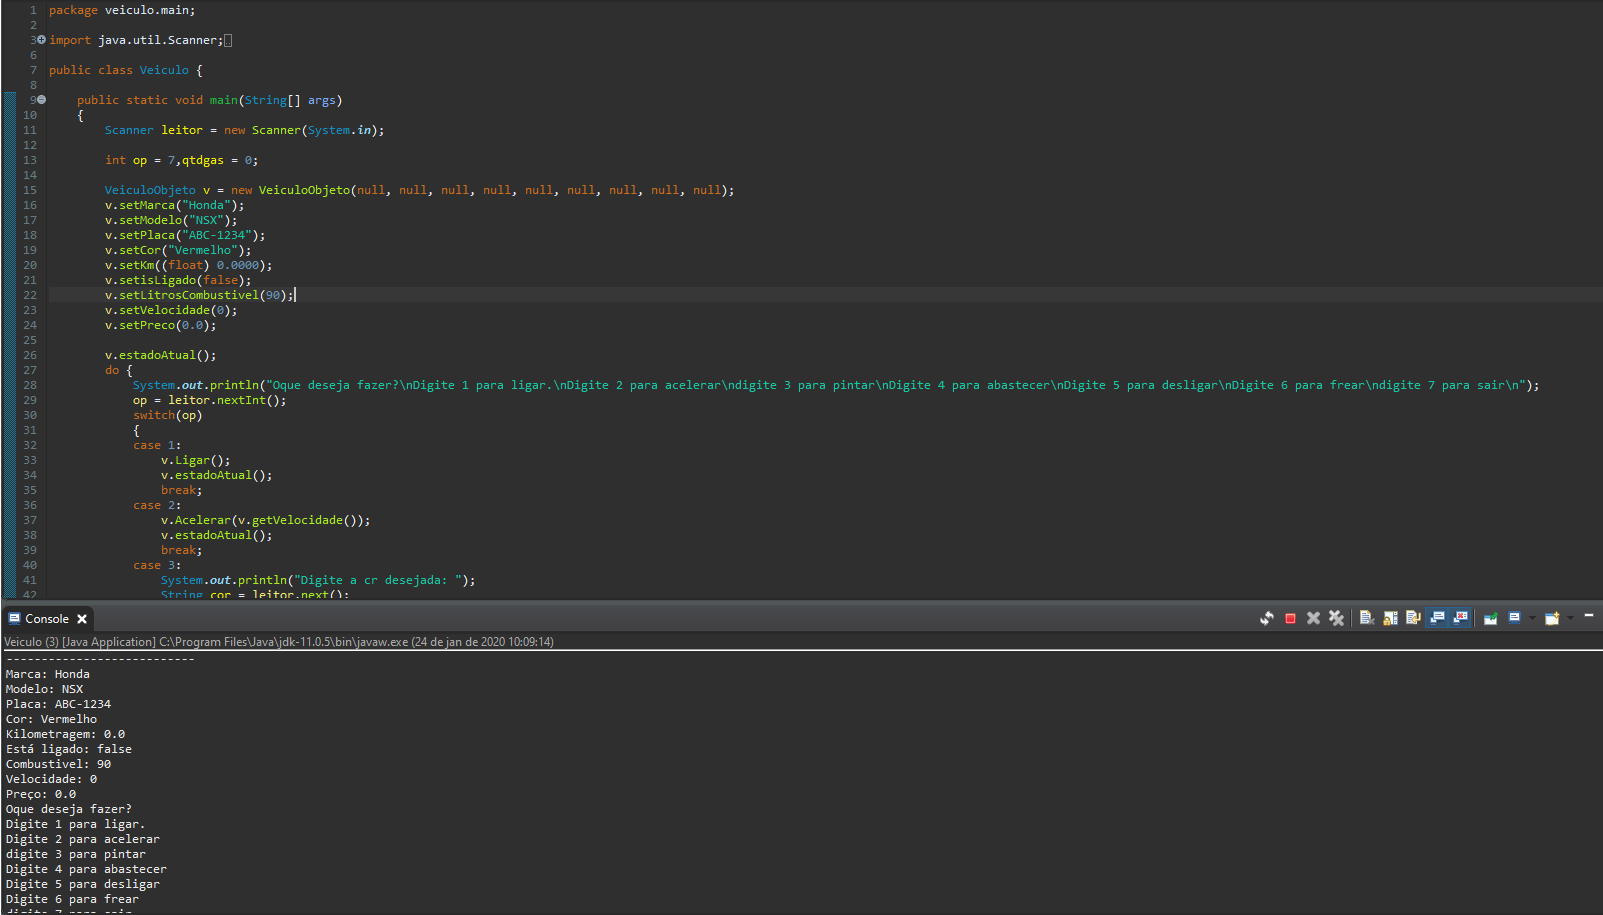 1 package veiculo.main;
2
3 import java.util.Scanner;
6
7 public class Veiculo {
8
9     public static void main(String[] args)
10     {
11         Scanner leitor = new Scanner(System.in);
12
13         int op = 7,qtdgas = 0;
14
15         VeiculoObjeto v = new VeiculoObjeto(null, null, null, null, null, null, null, null, null);
16         v.setMarca("Honda");
17         v.setModelo("NSX");
18         v.setPlaca("ABC-1234");
19         v.setCor("Vermelho");
20         v.setKm((float) 0.0000);
21         v.setisLigado(false);
22         v.setLitrosCombustivel(90);
23         v.setVelocidade(0);
24         v.setPreco(0.0);
25
26         v.estadoAtual();
27         do {
28             System.out.println("Oque deseja fazer?\nDigite 1 para ligar.\nDigite 2 para acelerar\ndigite 3 para pintar\nDigite 4 para abastecer\nDigite 5 para desligar\nDigite 6 para frear\ndigite 7 para sair\n");
29             op = leitor.nextInt();
30             switch(op)
31             {
32             case 1:
33                 v.Ligar();
34                 v.estadoAtual();
35                 break;
36             case 2:
37                 v.Acelerar(v.getVelocidade());
38                 v.estadoAtual();
39                 break;
40             case 3:
41                 System.out.println("Digite a cr desejada: ");
42                 String cor = leitor.next();
Console
Veiculo (3) [Java Application] C:\Program Files\Java\jdk-11.0.5\bin\javaw.exe (24 de jan de 2020 10:09:14)
---------------------------
Marca: Honda
Modelo: NSX
Placa: ABC-1234
Cor: Vermelho
Kilometragem: 0.0
Está ligado: false
Combustivel: 90
Velocidade: 0
Preço: 0.0
Oque deseja fazer?
Digite 1 para ligar.
Digite 2 para acelerar
digite 3 para pintar
Digite 4 para abastecer
Digite 5 para desligar
Digite 6 para frear
digite 7 para sair